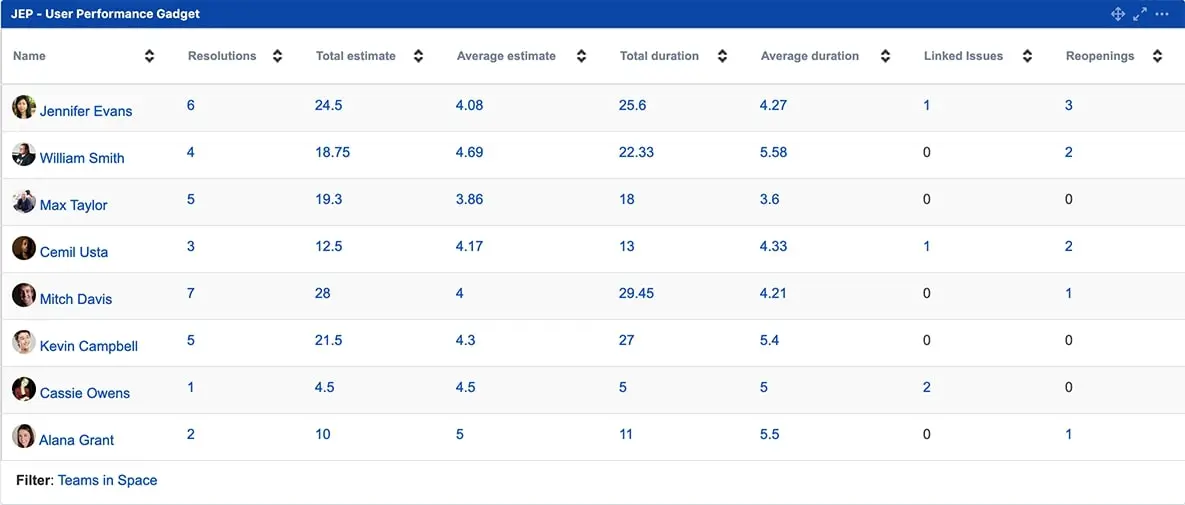 JEP - User Performance Gadget
Name Resolutions Total estimate Average estimate Total duration Average duration Linked Issues Reopenings
Jennifer Evans 6 24.5 4.08 25.6 4.27 1 3
William Smith 4 18.75 4.69 22.33 5.58 0 2
Max Taylor 5 19.3 3.86 18 3.6 0 0
Cemil Usta 3 12.5 4.17 13 4.33 1 2
Mitch Davis 7 28 4 29.45 4.21 0 1
Kevin Campbell 5 21.5 4.3 27 5.4 0 0
Cassie Owens 1 4.5 4.5 5 5 2 0
Alana Grant 2 10 5 11 5.5 0 1
Filter: Teams in Space